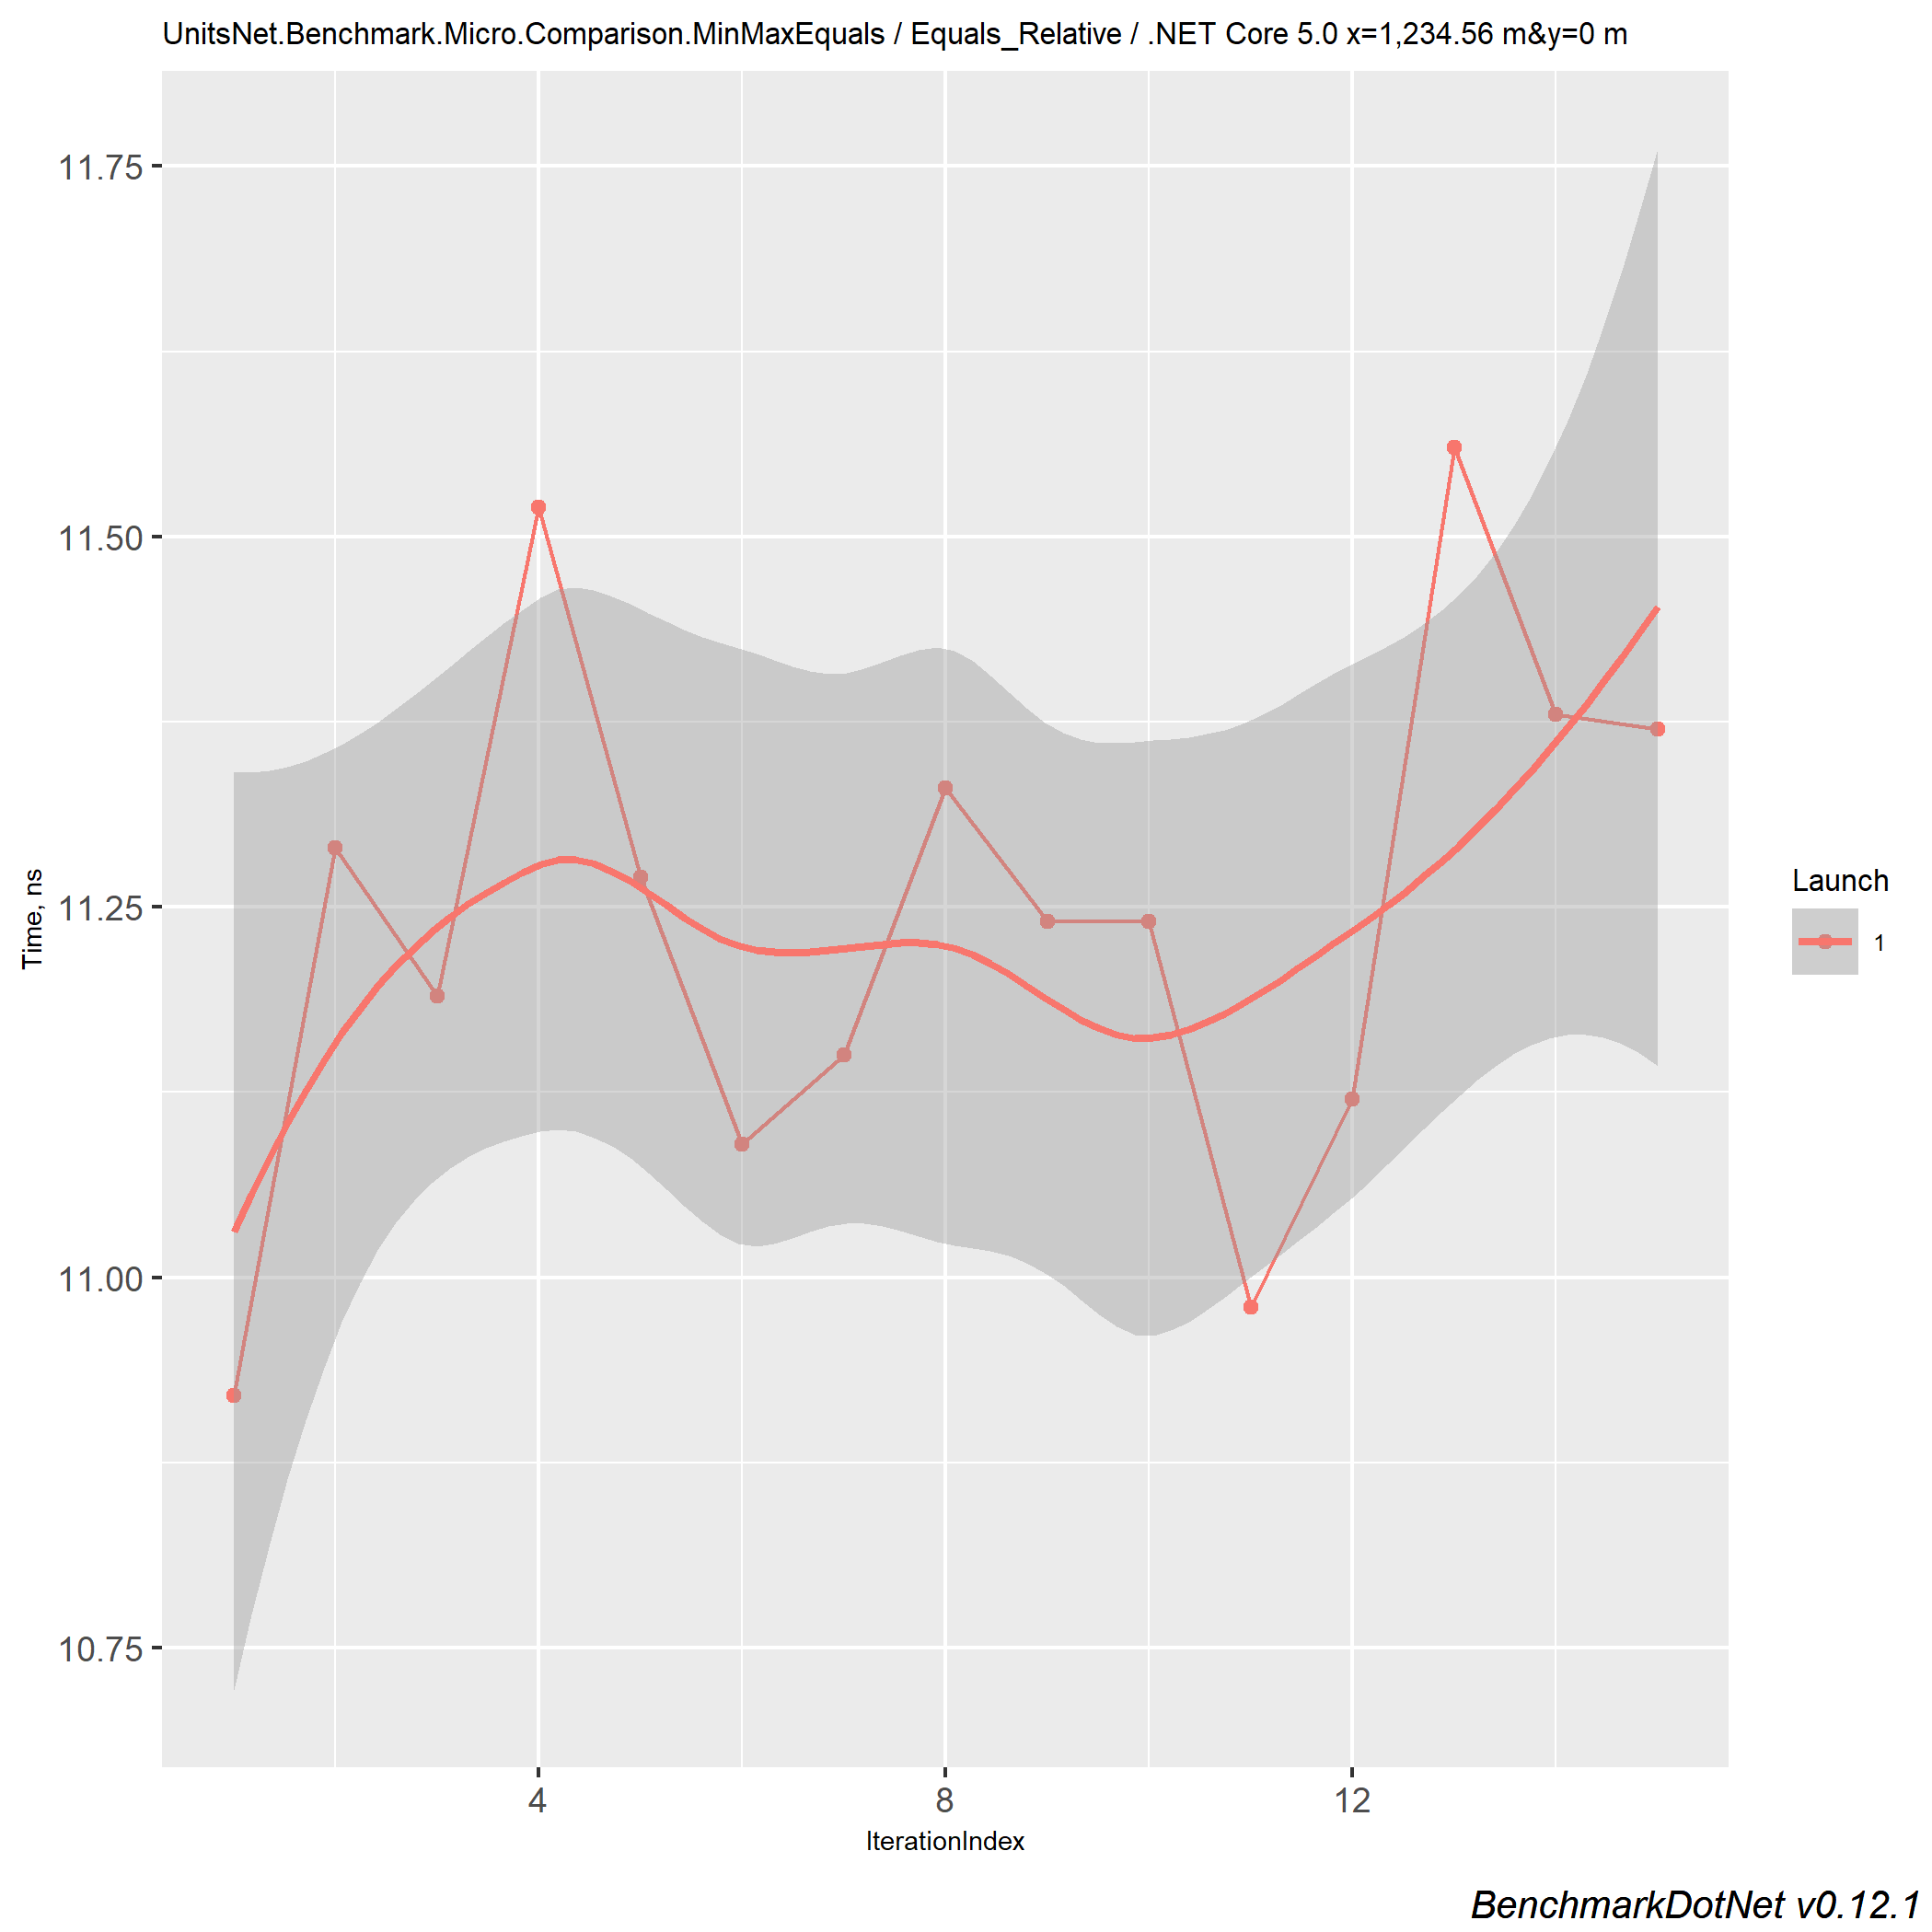 UnitsNet.Benchmark.Micro.Comparison.MinMaxEquals / Equals_Relative / .NET Core 5.0 x=1,234.56 m&y=0 m
Time, ns
11.75
11.50
11.25
11.00
10.75
4
8
12
IterationIndex
Launch
1
BenchmarkDotNet v0.12.1